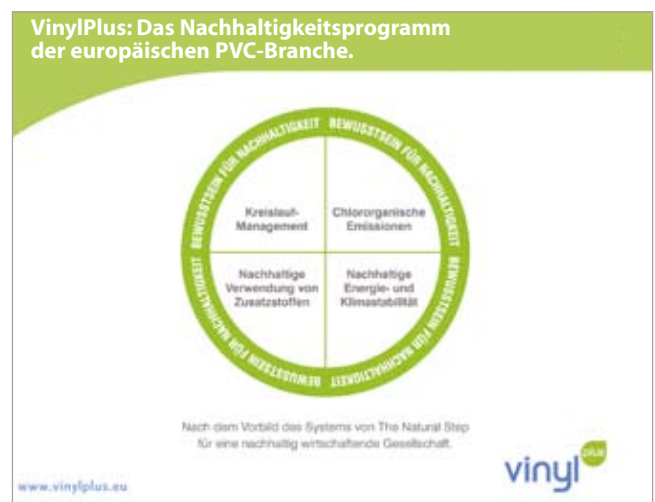 VinylPlus: Das Nachhaltigkeitsprogramm
der europäischen PVC-Branche.
BEWUSSTSEIN FÜR NACHHALTIGKEIT
BEWUSSTSEIN FÜR NACHHALTIGKEIT
Kreislauf-
Management
Chlororganische
Emissionen
Nachhaltige
Verwendung von
Zusatzstoffen
Nachhaltige
Energie- und
Klimastabilität
BEWUSSTSEIN FÜR NACHHALTIGKEIT
BEWUSSTSEIN FÜR NACHHALTIGKEIT
Nach dem Vorbild des Systems von The Natural Step
für eine nachhaltig wirtschaftende Gesellschaft.
www.vinylplus.eu
vinyl plus